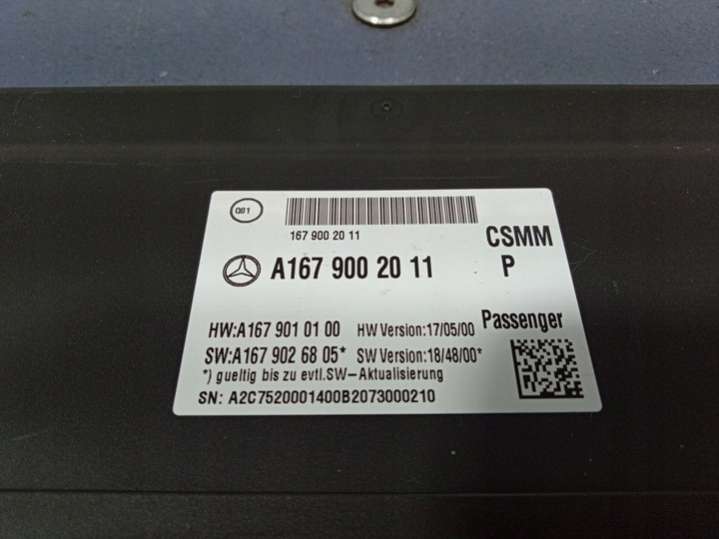 001
167 900 20 11
CSMM
A167 900 20 11
P
HW:A167 901 01 00 HW Version:17/05/00
Passenger
SW:A167 902 68 05* SW Version:18/48/00*
*) gueltig bis zu evtl.SW-Aktualisierung
SN: A2C7520001400B2073000210